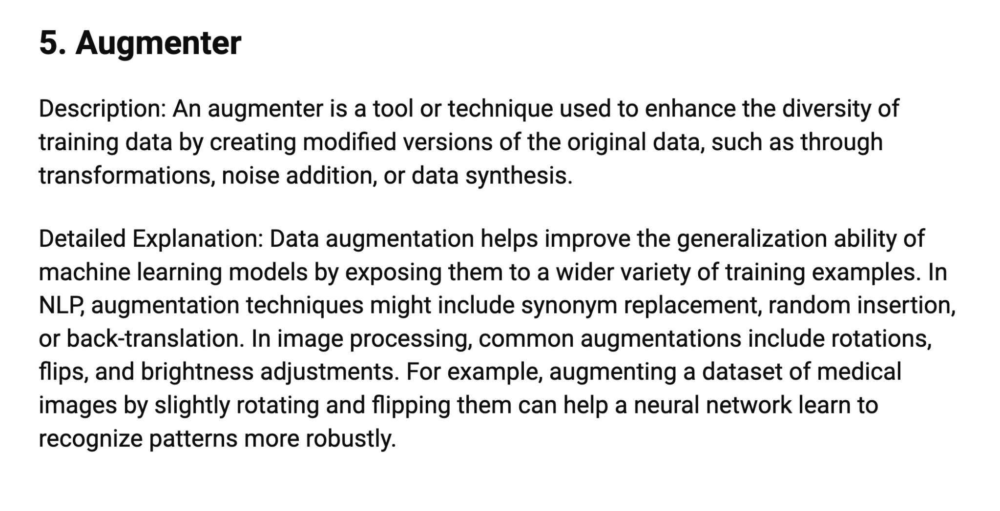 5. Augmenter
Description: An augmenter is a tool or technique used to enhance the diversity of
training data by creating modified versions of the original data, such as through
transformations, noise addition, or data synthesis.
Detailed Explanation: Data augmentation helps improve the generalization ability of
machine learning models by exposing them to a wider variety of training examples. In
NLP, augmentation techniques might include synonym replacement, random insertion,
or back-translation. In image processing, common augmentations include rotations,
flips, and brightness adjustments. For example, augmenting a dataset of medical
images by slightly rotating and flipping them can help a neural network learn to
recognize patterns more robustly.